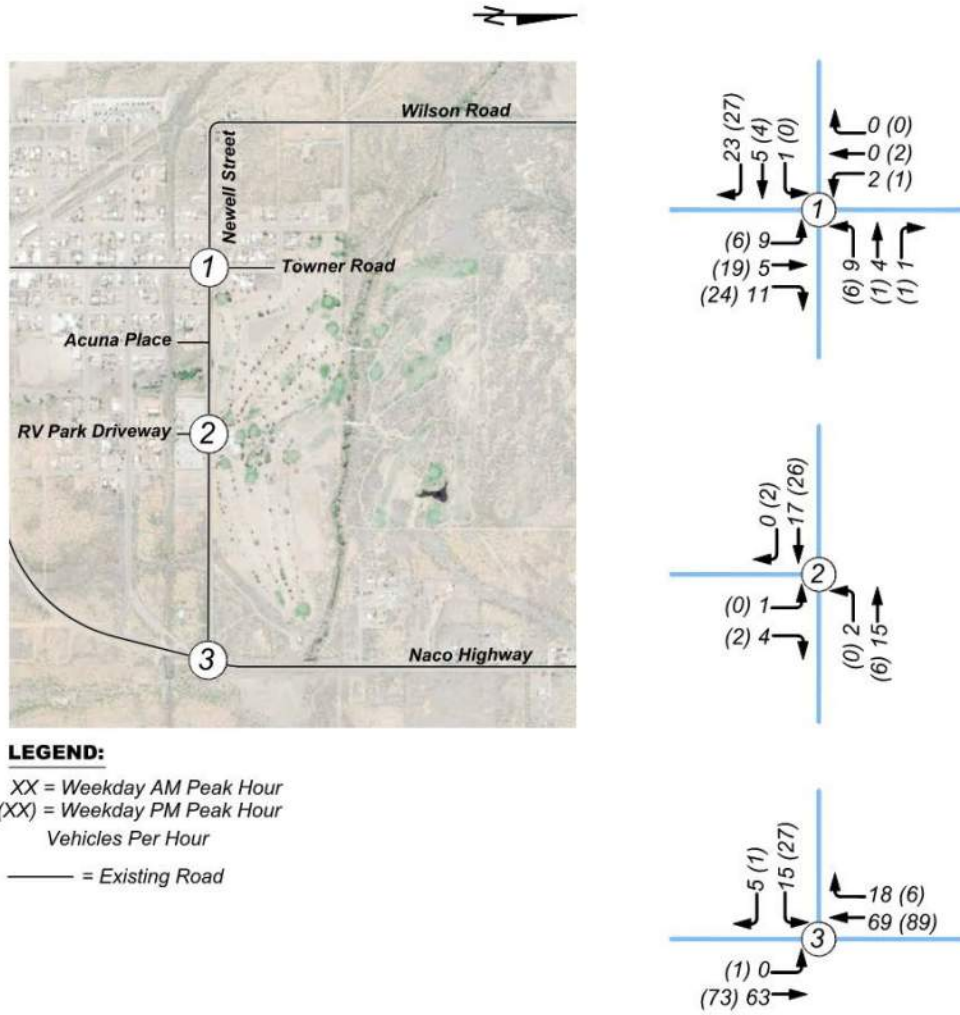 N
Wilson Road
Newell Street
1
Towner Road
Acuna Place
RV Park Driveway
2
3
Naco Highway
LEGEND:
XX = Weekday AM Peak Hour
(XX) = Weekday PM Peak Hour
Vehicles Per Hour
= Existing Road
23 (27)
5 (4)
1 (0)
0 (0)
0 (2)
2 (1)
1
(6) 9
(19) 5
(24) 11
(6) 9
(1) 4
(1) 1
0 (2)
17 (26)
2
(0) 1
(2) 4
(0) 2
(6) 15
5 (1)
15 (27)
18 (6)
69 (89)
3
(1) 0
(73) 63